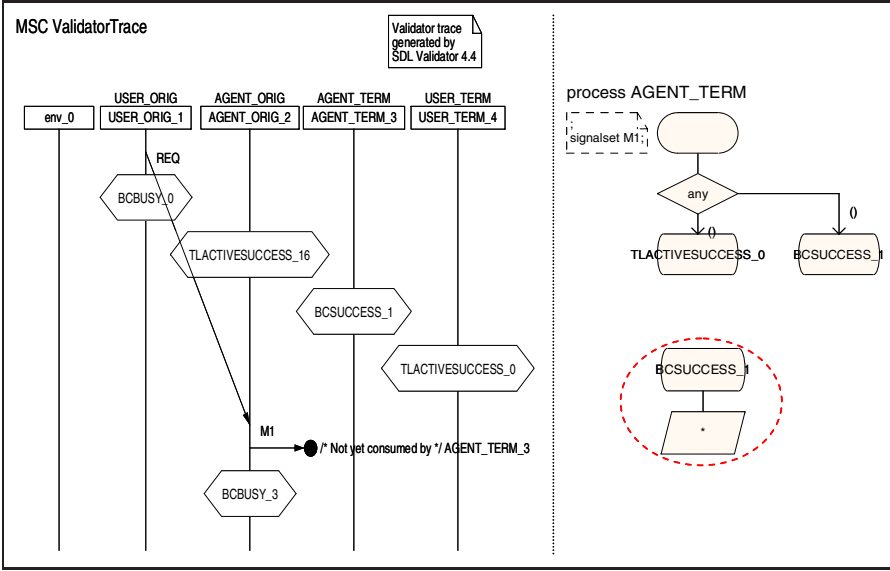 MSC ValidatorTrace
Validator trace
generated by
SDL Validator 4.4
USER_ORIG
AGENT_ORIG
AGENT_TERM
USER_TERM
env_0
USER_ORIG_1
AGENT_ORIG_2
AGENT_TERM_3
USER_TERM_4
REQ
BCBUSY_0
TLACTIVESUCCESS_16
BCSUCCESS_1
TLACTIVESUCCESS_0
M1
/* Not yet consumed by */ AGENT_TERM_3
BCBUSY_3
process AGENT_TERM
;
signalset M1;
any
()
()
TLACTIVESUCCESS_0
BCSUCCESS_1
BCSUCCESS_1
*